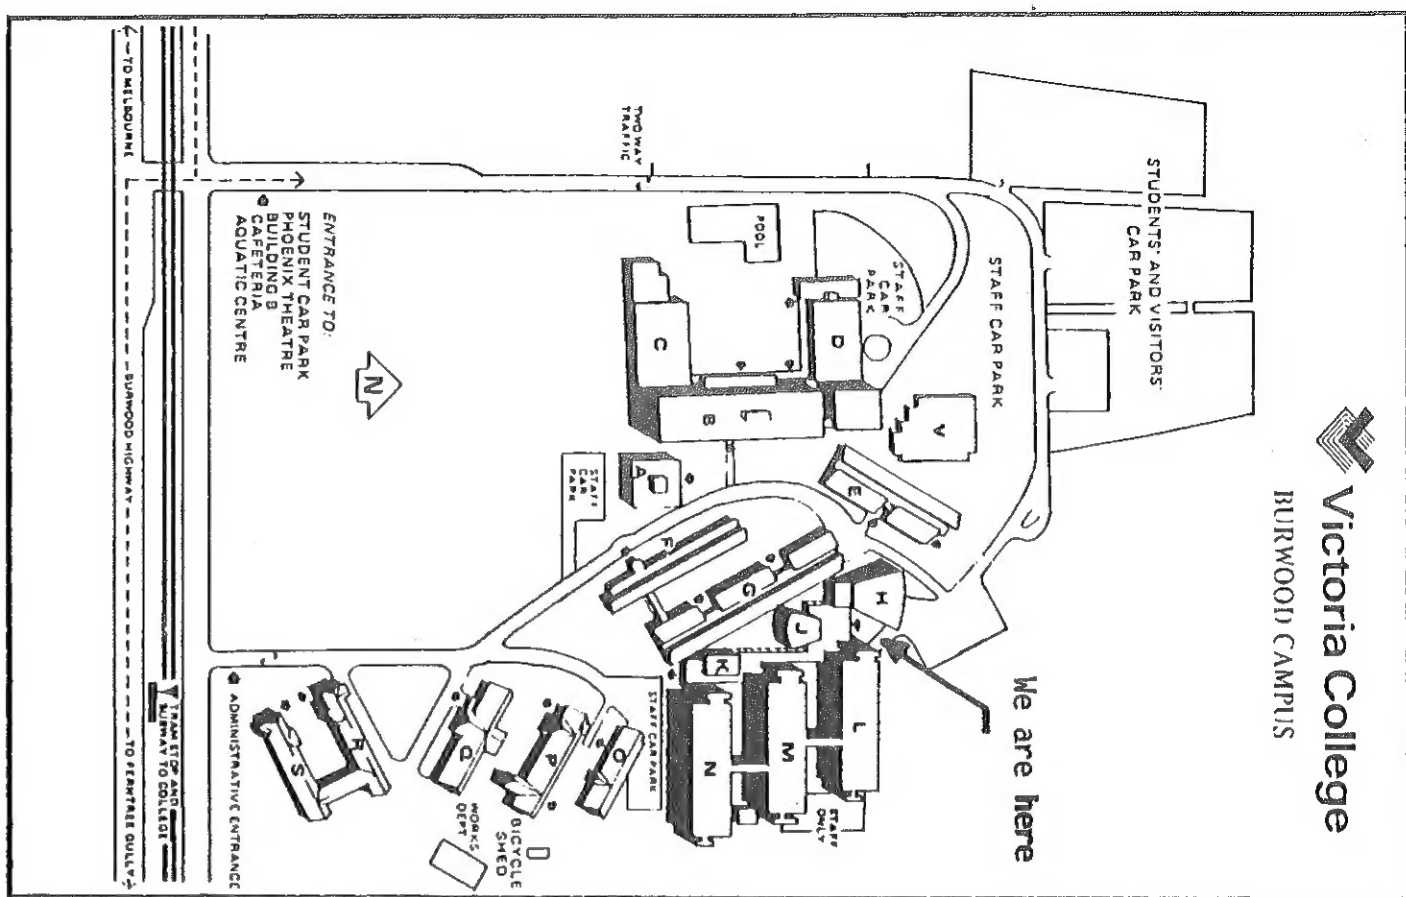 Victoria College
BURWOOD CAMPUS
STUDENTS' AND VISITORS'
CAR PARK
STAFF CAR PARK
We are here
TWO WAY
TRAFFIC
POOL
STAFF
CAR
PARK
D
C
B
V
E
A
STAFF
CAR
PARK
F
G
H
J
K
L
M
N
STAFF
ONLY
STAFF CAR PARK
O
P
Q
R
S
BICYCLE
SHED
WORKS
DEPT
N
ENTRANCE TO:
STUDENT CAR PARK
PHOENIX THEATRE
BUILDING B
CAFETERIA
AQUATIC CENTRE
ADMINISTRATIVE ENTRANCE
TRAM STOP AND
SUBWAY TO COLLEGE
TO MELBOURNE
BURWOOD HIGHWAY
TO FERNTREE GULLY